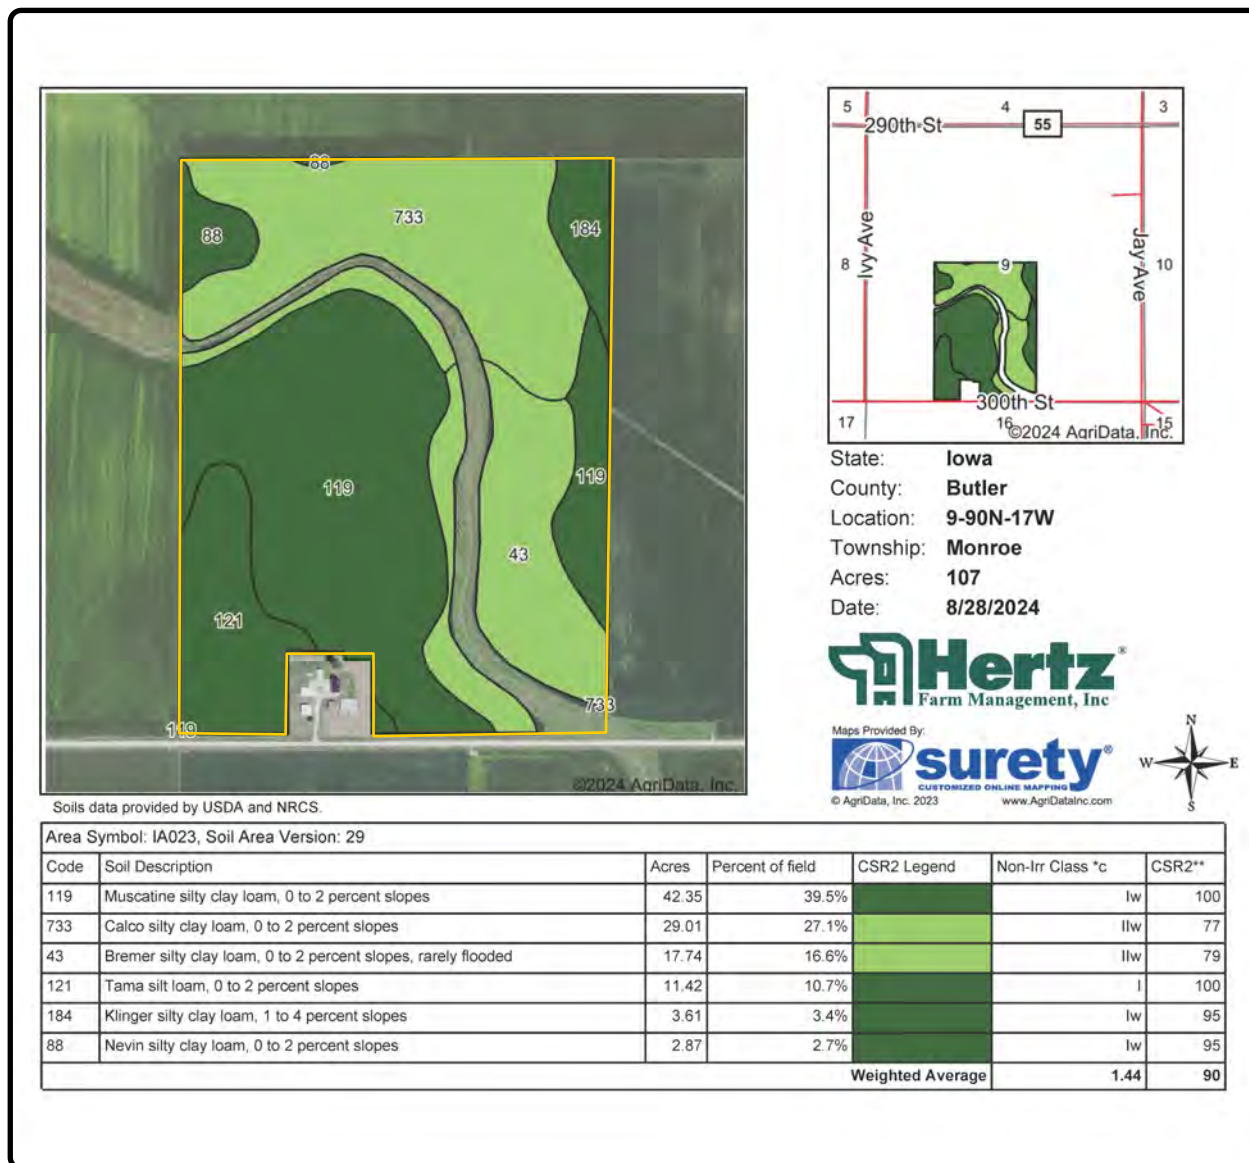 88
733
184
88
119
119
43
121
733
119
©2024 AgriData, Inc.
Soils data provided by USDA and NRCS.
5 4 3
290th St 55
Ivy Ave
Jay Ave
8 9 10
300th St
17 16 15
©2024 AgriData, Inc.
State: Iowa
County: Butler
Location: 9-90N-17W
Township: Monroe
Acres: 107
Date: 8/28/2024
Hertz®
Farm Management, Inc
Maps Provided By:
surety®
CUSTOMIZED ONLINE MAPPING
© AgriData, Inc. 2023 www.AgriDataInc.com
N
W E
S
Area Symbol: IA023, Soil Area Version: 29
Code Soil Description Acres Percent of field CSR2 Legend Non-Irr Class *c CSR2**
119 Muscatine silty clay loam, 0 to 2 percent slopes 42.35 39.5% Iw 100
733 Calco silty clay loam, 0 to 2 percent slopes 29.01 27.1% IIw 77
43 Bremer silty clay loam, 0 to 2 percent slopes, rarely flooded 17.74 16.6% IIw 79
121 Tama silt loam, 0 to 2 percent slopes 11.42 10.7% I 100
184 Klinger silty clay loam, 1 to 4 percent slopes 3.61 3.4% Iw 95
88 Nevin silty clay loam, 0 to 2 percent slopes 2.87 2.7% Iw 95
Weighted Average 1.44 90